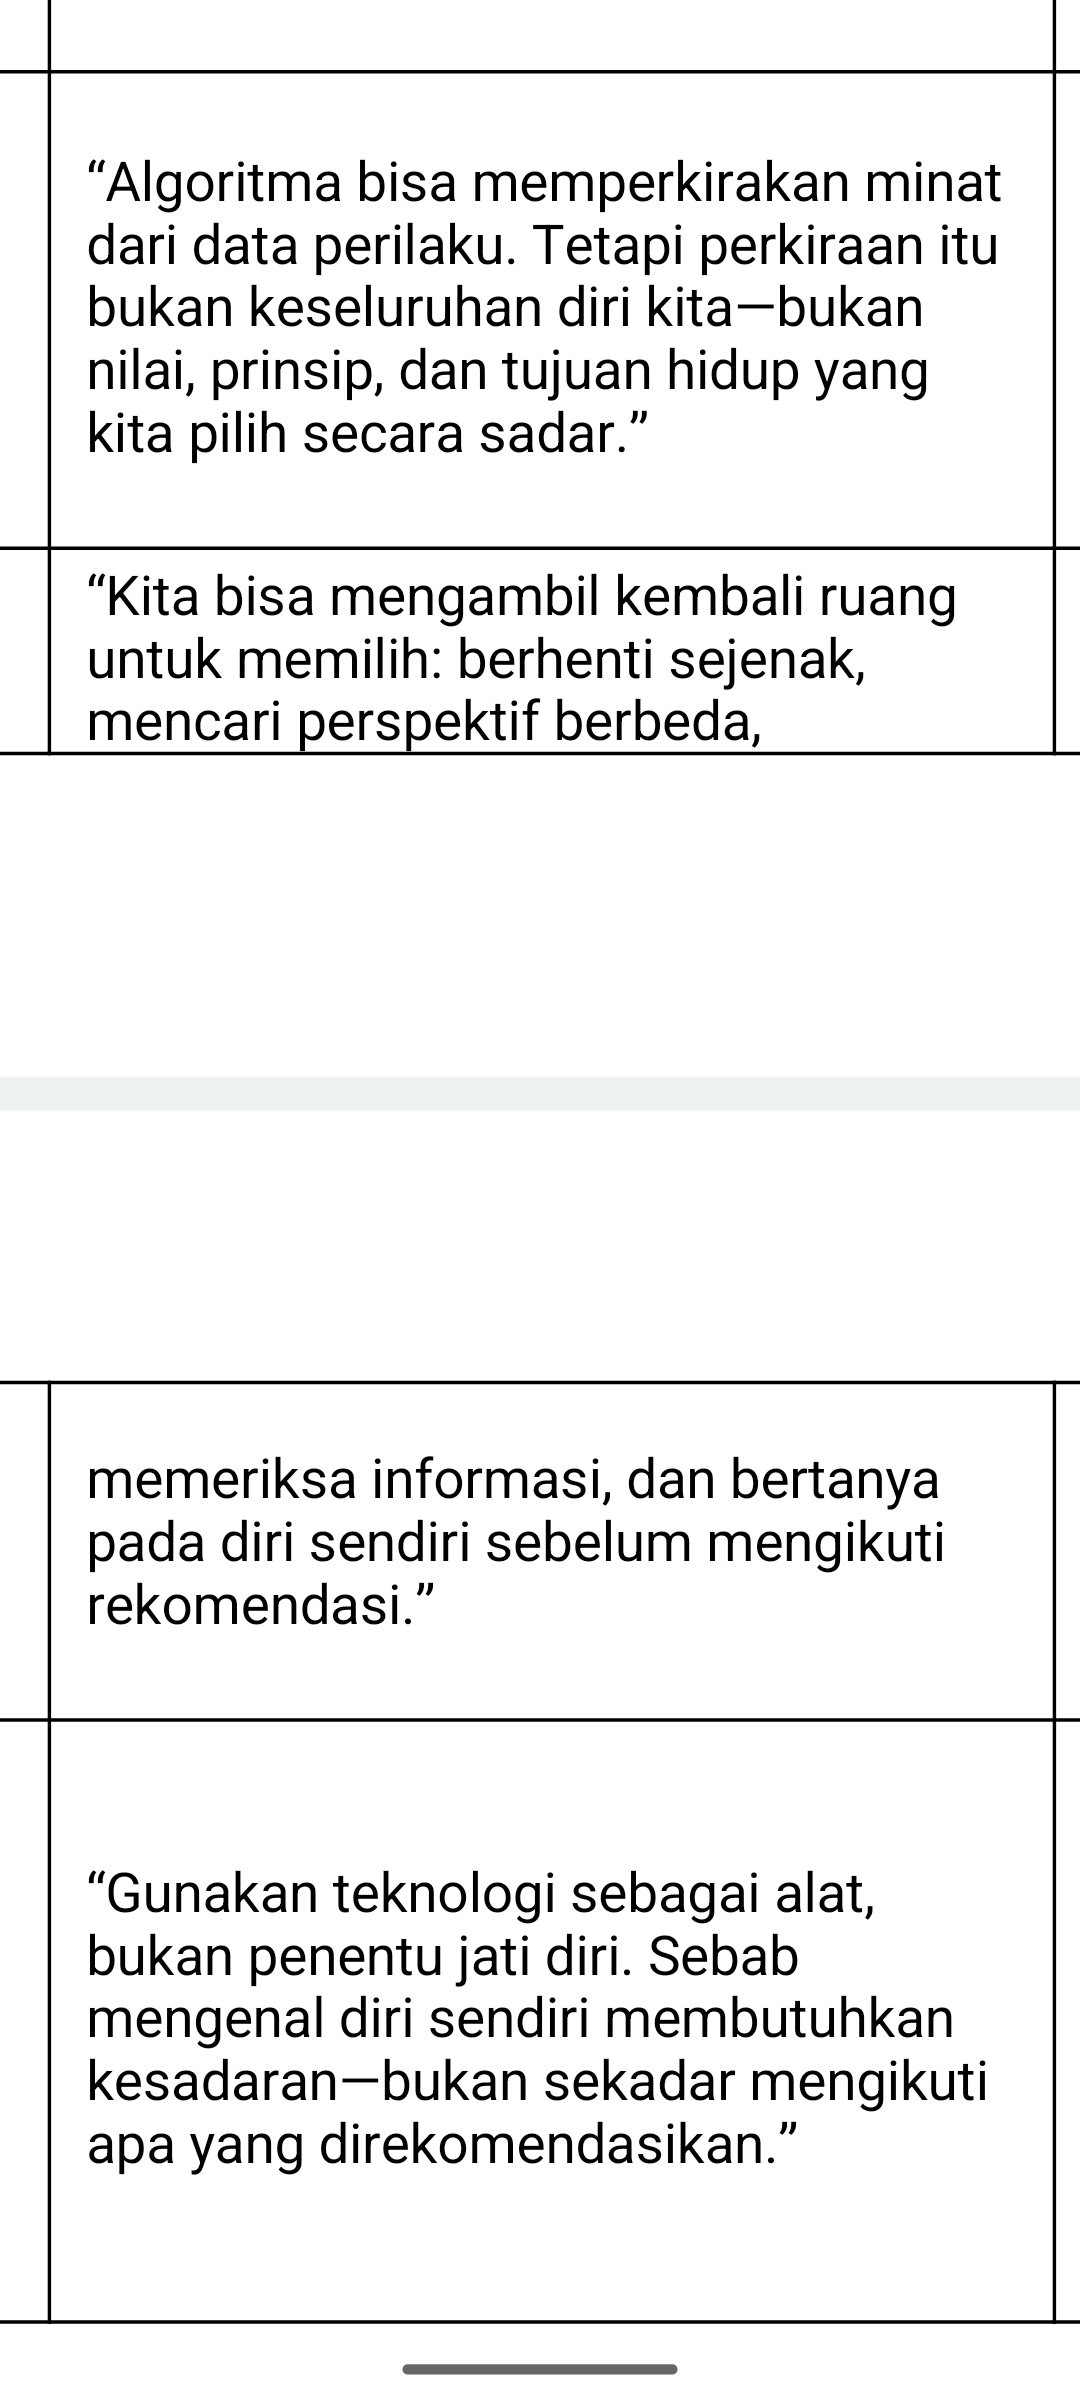 “Algoritma bisa memperkirakan minat
dari data perilaku. Tetapi perkiraan itu
bukan keseluruhan diri kita—bukan
nilai, prinsip, dan tujuan hidup yang
kita pilih secara sadar.”
“Kita bisa mengambil kembali ruang
untuk memilih: berhenti sejenak,
mencari perspektif berbeda,
memeriksa informasi, dan bertanya
pada diri sendiri sebelum mengikuti
rekomendasi.”
“Gunakan teknologi sebagai alat,
bukan penentu jati diri. Sebab
mengenal diri sendiri membutuhkan
kesadaran—bukan sekadar mengikuti
apa yang direkomendasikan.”